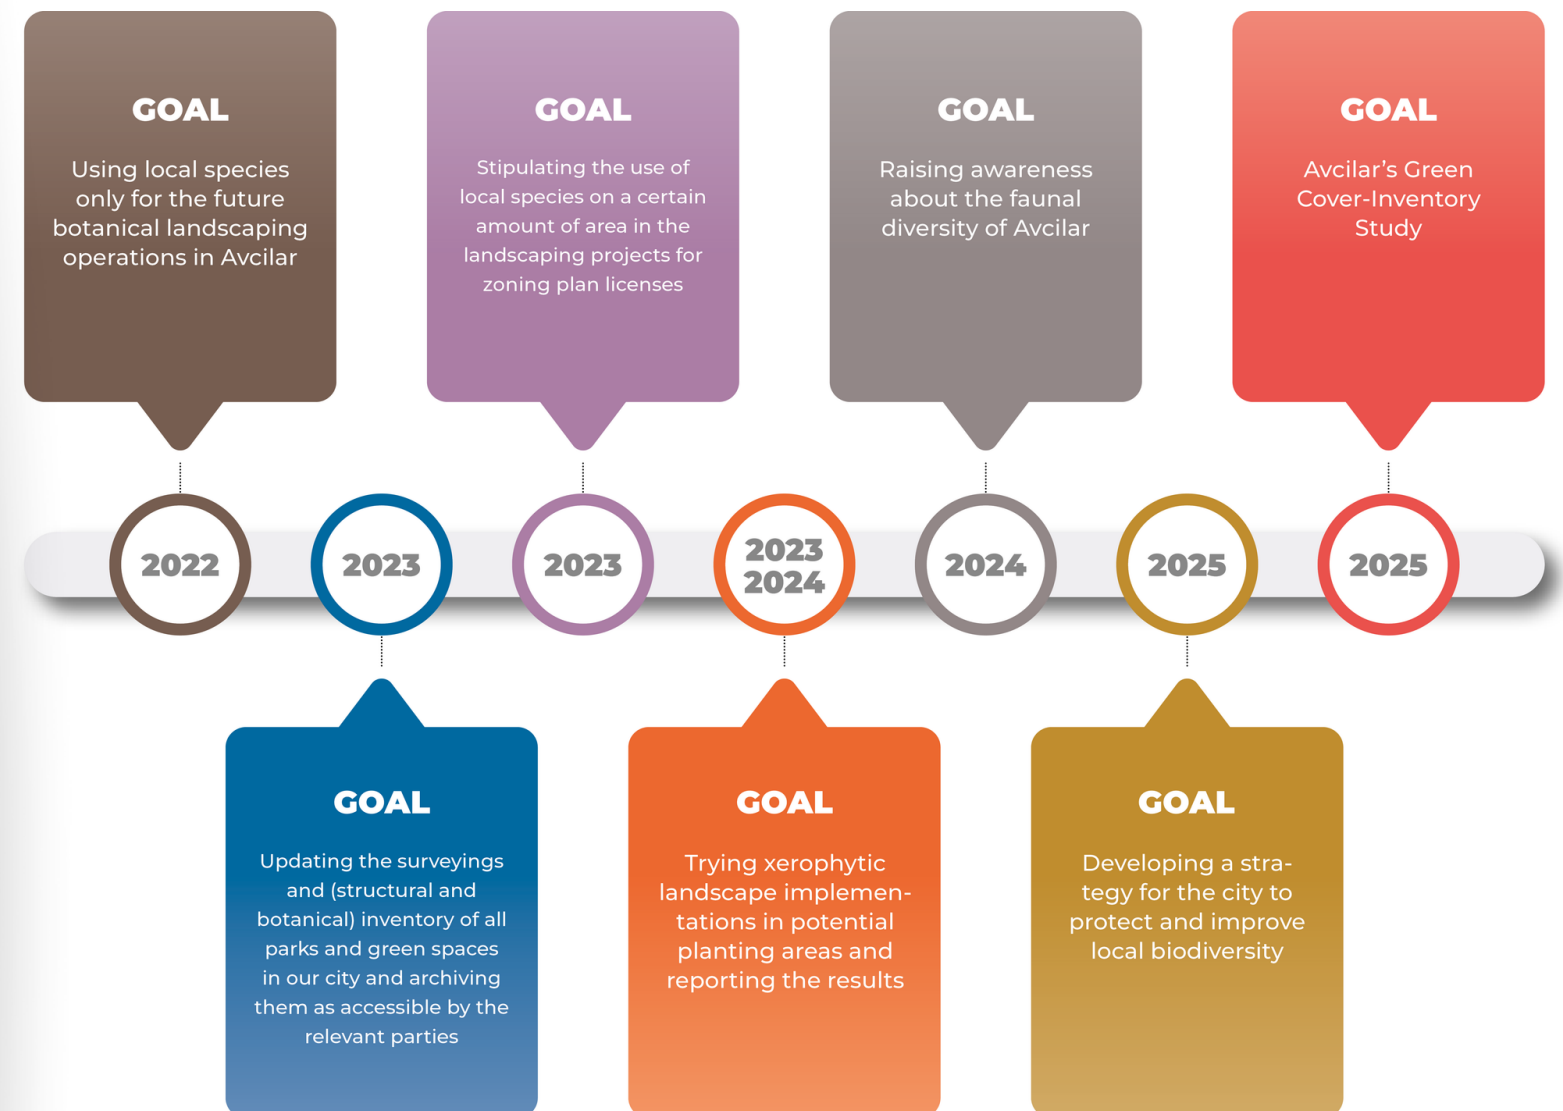 GOAL
Using local species
only for the future
botanical landscaping
operations in Avcilar
GOAL
Stipulating the use of
local species on a certain
amount of area in the
landscaping projects for
zoning plan licenses
GOAL
Raising awareness
about the faunal
diversity of Avcilar
GOAL
Avcilar’s Green
Cover-Inventory
Study
2022
2023
2023
2023
2024
2024
2025
2025
GOAL
Updating the surveyings
and (structural and
botanical) inventory of all
parks and green spaces
in our city and archiving
them as accessible by the
relevant parties
GOAL
Trying xerophytic
landscape implemen-
tations in potential
planting areas and
reporting the results
GOAL
Developing a stra-
tegy for the city to
protect and improve
local biodiversity